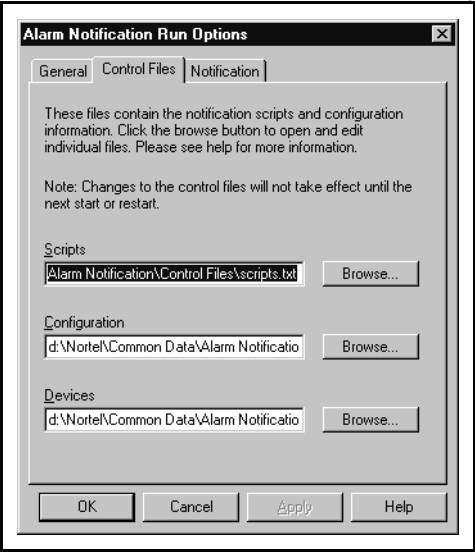 Alarm Notification Run Options
General Control Files Notification
These files contain the notification scripts and configuration
information. Click the browse button to open and edit
individual files. Please see help for more information.
Note: Changes to the control files will not take effect until the
next start or restart.
Scripts
Alarm Notification\Control Files\scripts.txt Browse...
Configuration
d:\Nortel\Common Data\Alarm Notificatio Browse...
Devices
d:\Nortel\Common Data\Alarm Notificatio Browse...
OK Cancel Apply Help